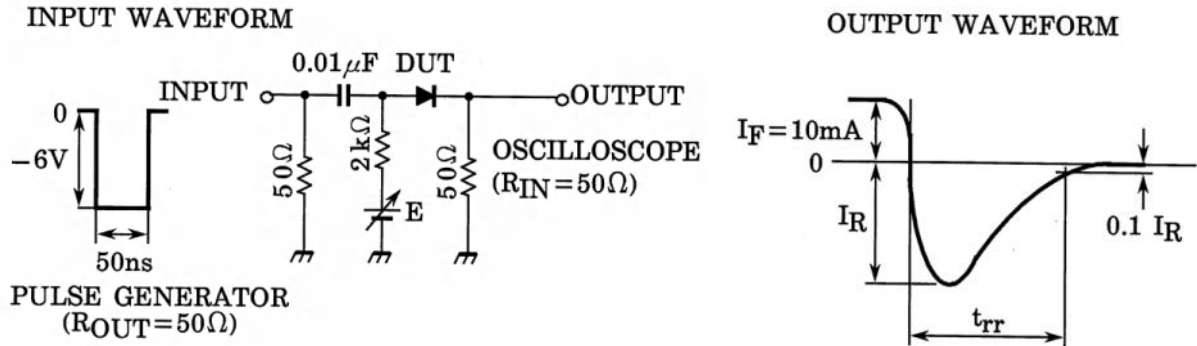 INPUT WAVEFORM
OUTPUT WAVEFORM
0.01μF DUT
INPUT
OUTPUT
0
−6V
50ns
50Ω
2kΩ
E
50Ω
OSCILLOSCOPE
(RIN=50Ω)
PULSE GENERATOR
(ROUT=50Ω)
IF=10mA
0
IR
0.1 IR
trr